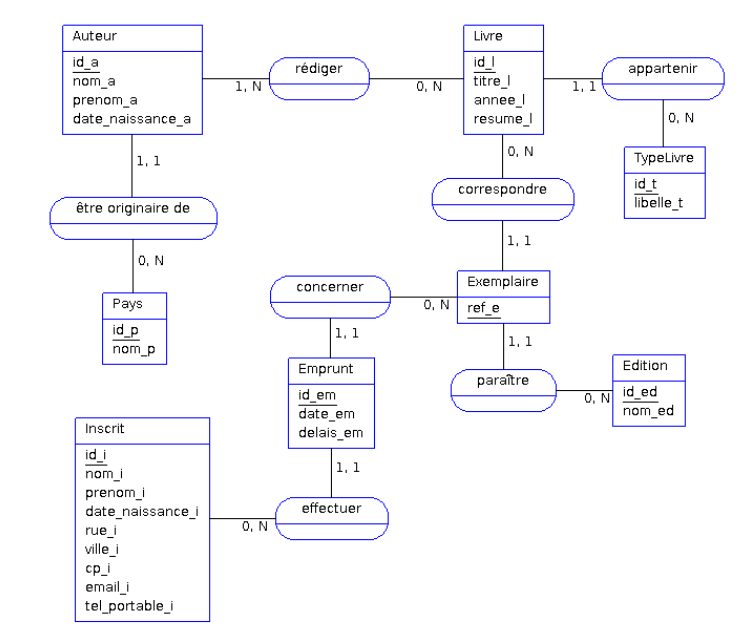 Auteur
id_a
nom_a
prenom_a
date_naissance_a
1, N
rédiger
0, N
Livre
id_l
titre_l
annee_l
resume_l
1, 1
appartenir
0, N
TypeLivre
id_t
libelle_t
1, 1
être originaire de
0, N
Pays
id_p
nom_p
0, N
correspondre
1, 1
Exemplaire
ref_e
concerner
0, N
1, 1
Emprunt
id_em
date_em
delais_em
1, 1
paraître
0, N
Edition
id_ed
nom_ed
Inscrit
id_i
nom_i
prenom_i
date_naissance_i
rue_i
ville_i
cp_i
email_i
tel_portable_i
1, 1
effectuer
0, N